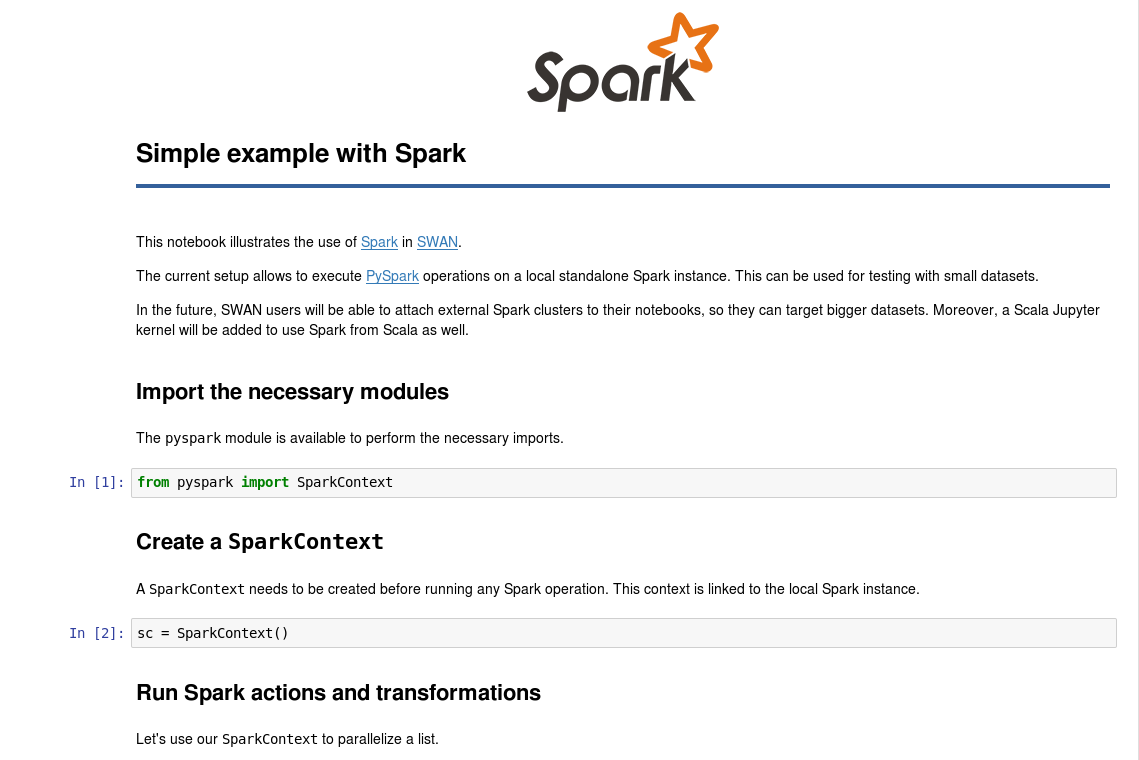 Spark
Simple example with Spark
This notebook illustrates the use of Spark in SWAN.
The current setup allows to execute PySpark operations on a local standalone Spark instance. This can be used for testing with small datasets.
In the future, SWAN users will be able to attach external Spark clusters to their notebooks, so they can target bigger datasets. Moreover, a Scala Jupyter
kernel will be added to use Spark from Scala as well.
Import the necessary modules
The pyspark module is available to perform the necessary imports.
In [1]: from pyspark import SparkContext
Create a SparkContext
A SparkContext needs to be created before running any Spark operation. This context is linked to the local Spark instance.
In [2]: sc = SparkContext()
Run Spark actions and transformations
Let's use our SparkContext to parallelize a list.